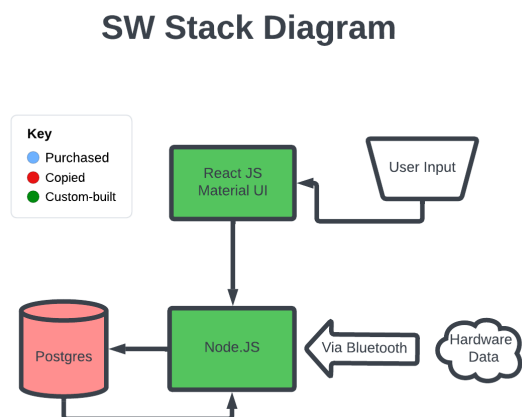 SW Stack Diagram
Key
Purchased
Copied
Custom-built
React JS
Material UI
User Input
Postgres
Node.JS
Via Bluetooth
Hardware
Data